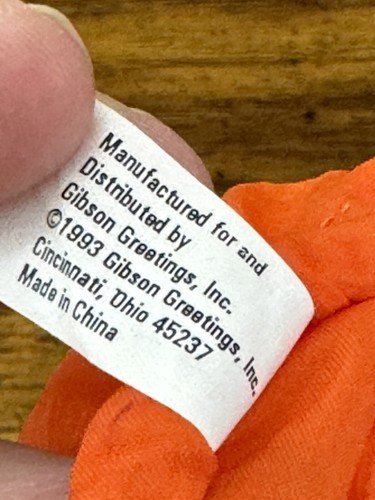 Manufactured for and
Distributed by
Gibson Greetings, Inc.
©1993 Gibson Greetings, Inc.
Cincinnati, Ohio 45237
Made in China